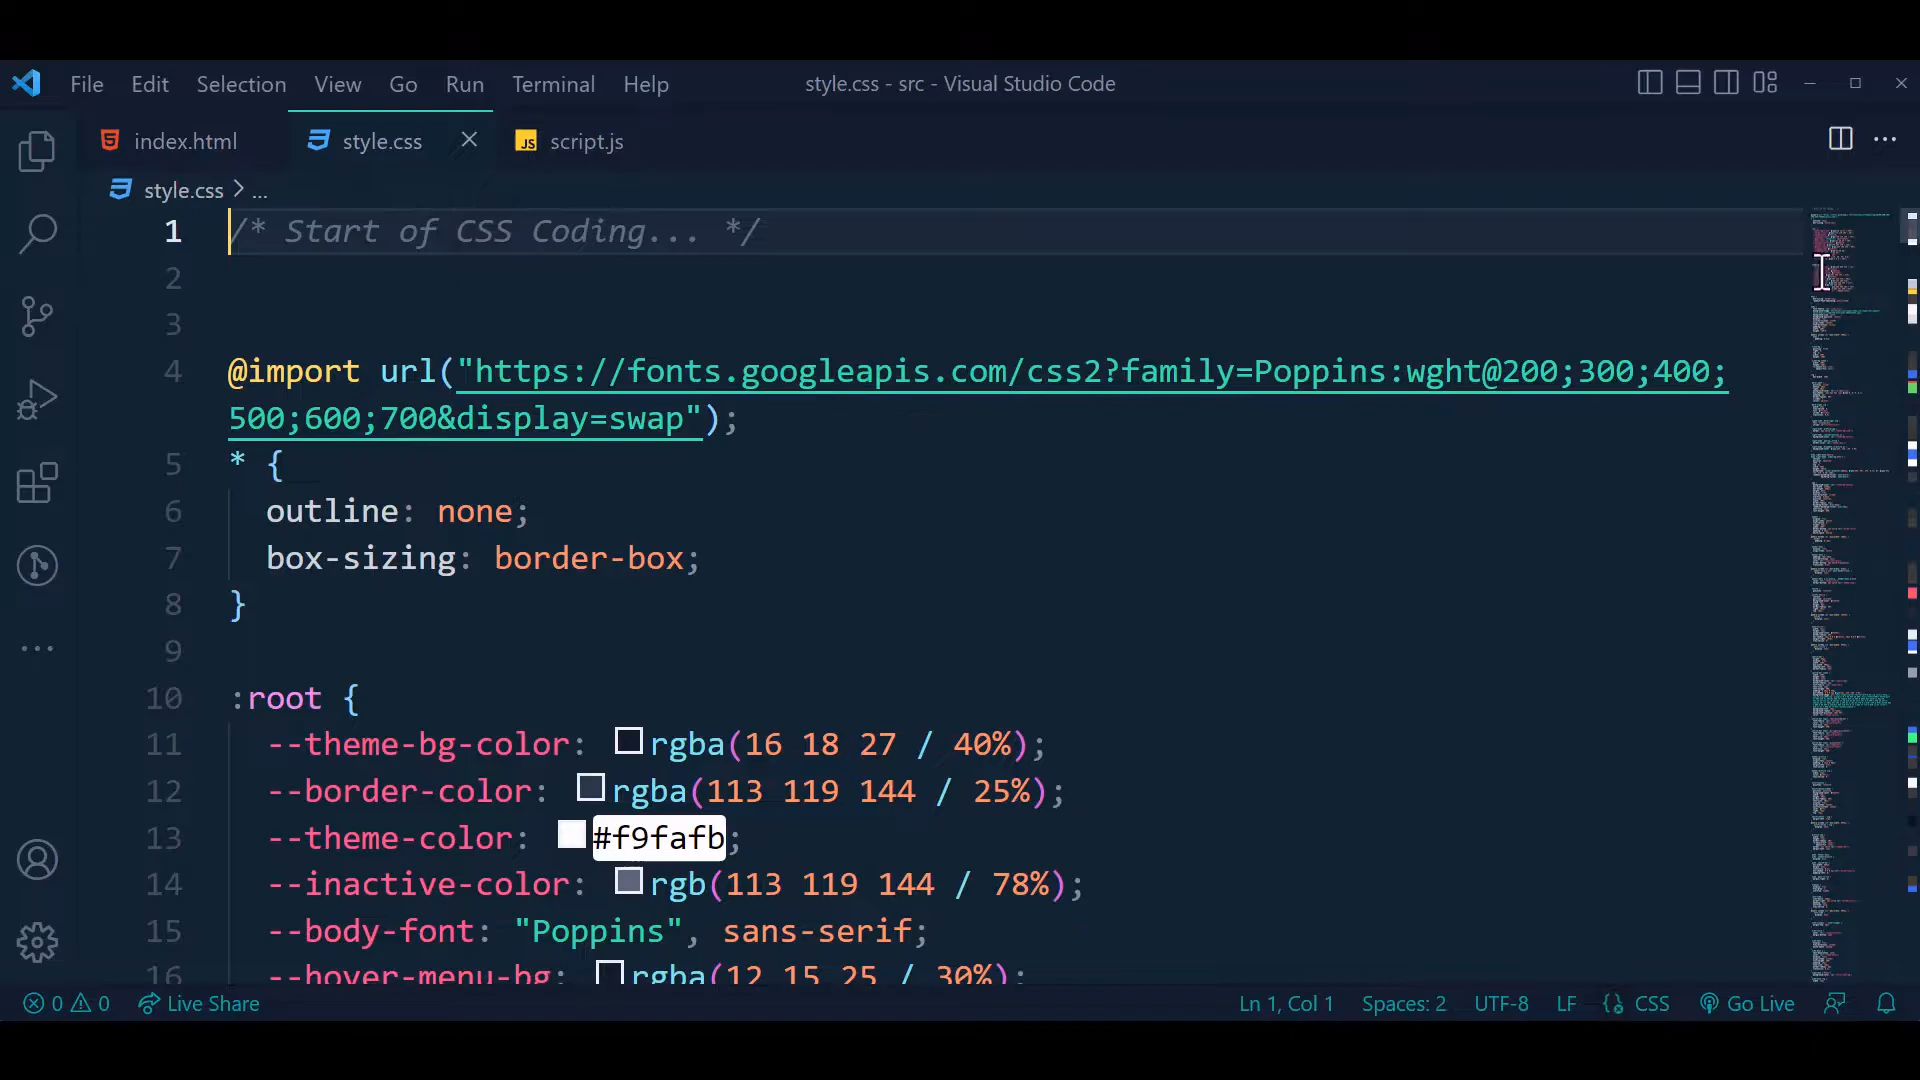 File Edit Selection View Go Run Terminal Help style.css - src - Visual Studio Code
index.html style.css script.js
style.css > ...
1 /* Start of CSS Coding... */
2
3
4 @import url("https://fonts.googleapis.com/css2?family=Poppins:wght@200;300;400;
500;600;700&display=swap");
5 * {
6 outline: none;
7 box-sizing: border-box;
8 }
9
10 :root {
11 --theme-bg-color: rgba(16 18 27 / 40%);
12 --border-color: rgba(113 119 144 / 25%);
13 --theme-color: #f9fafb;
14 --inactive-color: rgb(113 119 144 / 78%);
15 --body-font: "Poppins", sans-serif;
16 --hover-menu-bg: rgba(12 15 25 / 30%);
0 0 Live Share Ln 1, Col 1 Spaces: 2 UTF-8 LF CSS Go Live